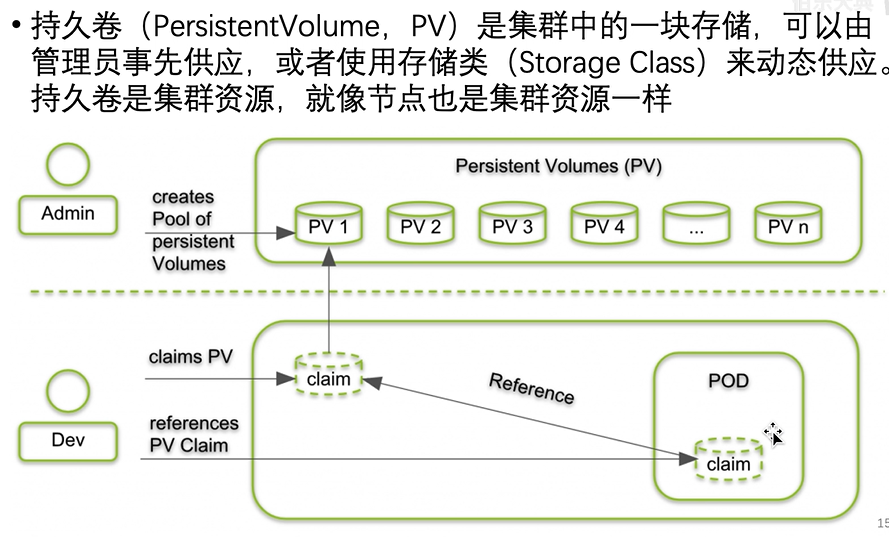 • 持久卷（PersistentVolume，PV）是集群中的一块存储，可以由
管理员事先供应，或者使用存储类（Storage Class）来动态供应。
持久卷是集群资源，就像节点也是集群资源一样
Persistent Volumes (PV)
Admin
creates
Pool of
persistent
Volumes
PV 1
PV 2
PV 3
PV 4
...
PV n
claims PV
claim
Reference
POD
references
PV Claim
Dev
claim
15